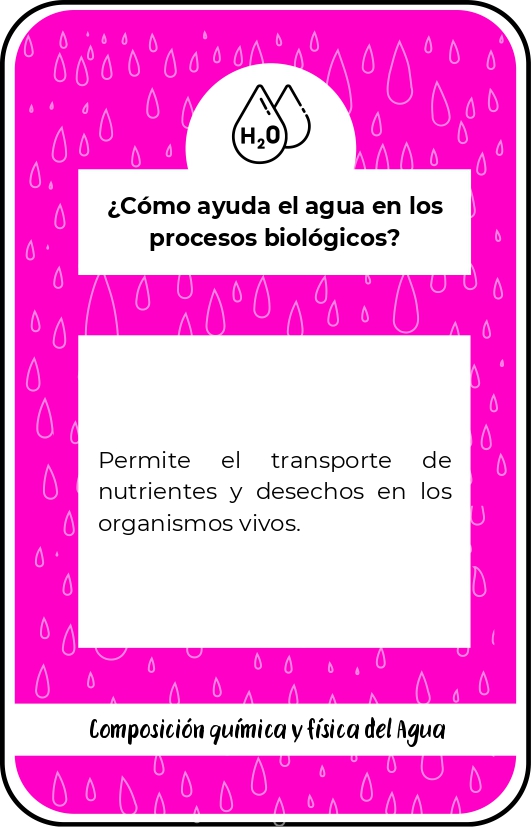 H₂O
¿Cómo ayuda el agua en los
procesos biológicos?
Permite el transporte de
nutrientes y desechos en los
organismos vivos.
Composición química y física del Agua